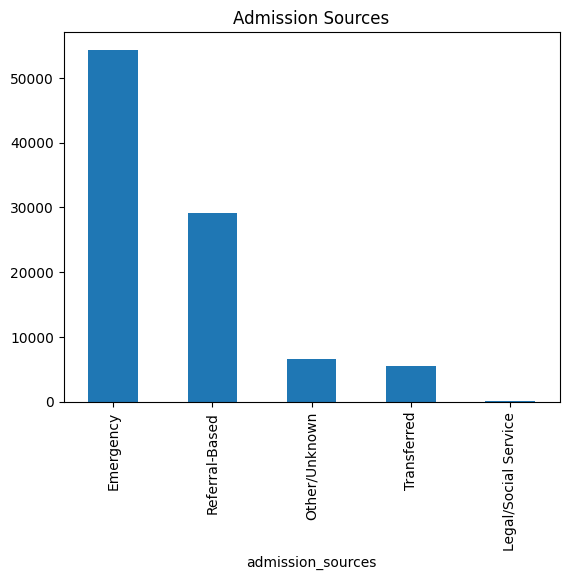 Admission Sources
50000
40000
30000
20000
10000
0
Emergency
Referral-Based
Other/Unknown
Transferred
Legal/Social Service
admission_sources